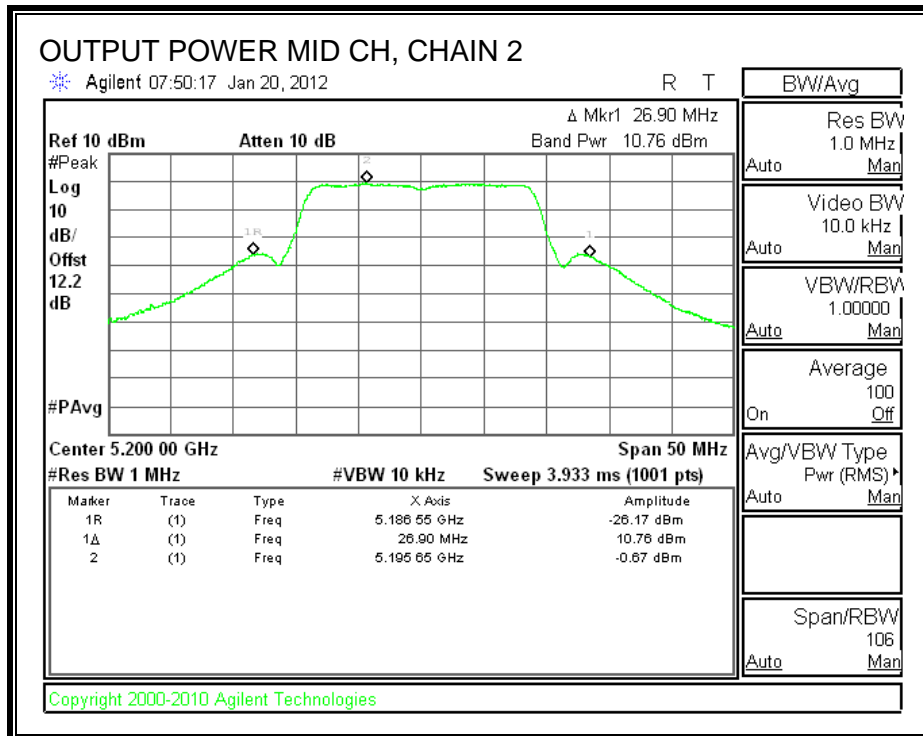 OUTPUT POWER MID CH, CHAIN 2
Agilent 07:50:17 Jan 20, 2012 R T
Δ Mkr1 26.90 MHz
Ref 10 dBm Atten 10 dB Band Pwr 10.76 dBm
#Peak
Log
10
dB/
Offst
12.2
dB
#PAvg
2
1R
1
Center 5.200 00 GHz Span 50 MHz
#Res BW 1 MHz #VBW 10 kHz Sweep 3.933 ms (1001 pts)
Marker Trace Type X Axis Amplitude
1R (1) Freq 5.186 55 GHz -26.17 dBm
1Δ (1) Freq 26.90 MHz 10.76 dBm
2 (1) Freq 5.195 65 GHz -0.67 dBm
BW/Avg
Res BW
1.0 MHz
Auto Man
Video BW
10.0 kHz
Auto Man
VBW/RBW
1.00000
Auto Man
Average
100
On Off
Avg/VBW Type
Pwr (RMS)
Auto Man
Span/RBW
106
Auto Man
Copyright 2000-2010 Agilent Technologies